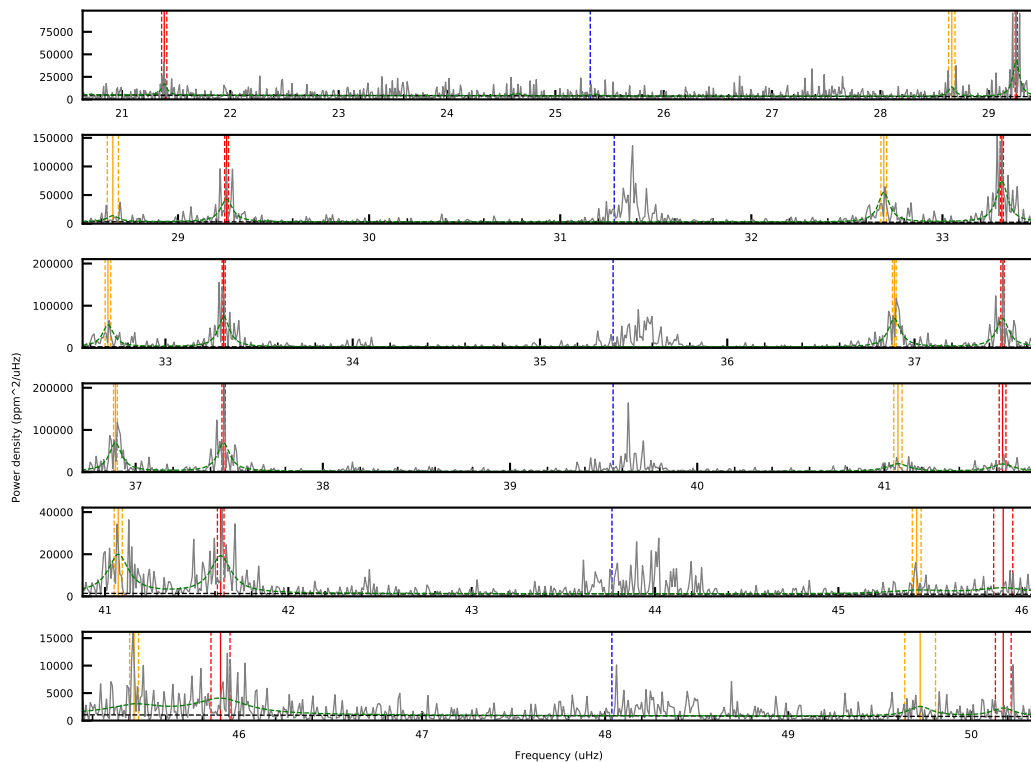 75000
50000
25000
0
21 22 23 24 25 26 27 28 29
150000
100000
50000
0
29 30 31 32 33
200000
100000
0
33 34 35 36 37
200000
100000
0
37 38 39 40 41
Power density (ppm^2/uHz)
40000
20000
0
41 42 43 44 45 46
15000
10000
5000
0
46 47 48 49 50
Frequency (uHz)